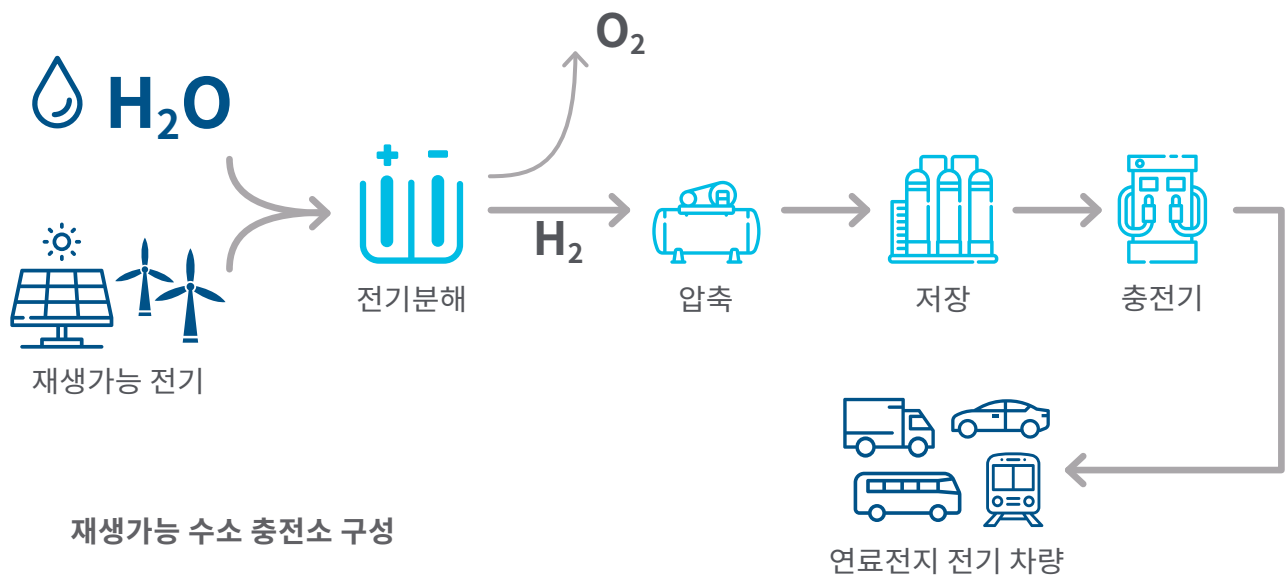 O₂
H₂O
+ −
H₂
전기분해
압축
저장
충전기
재생가능 전기
재생가능 수소 충전소 구성
연료전지 전기 차량